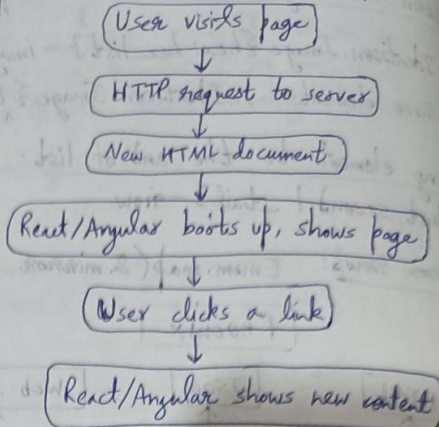 User visits page
HTTP request to server
New HTML document
React/Angular boots up, shows page
User clicks a link
React/Angular shows new content